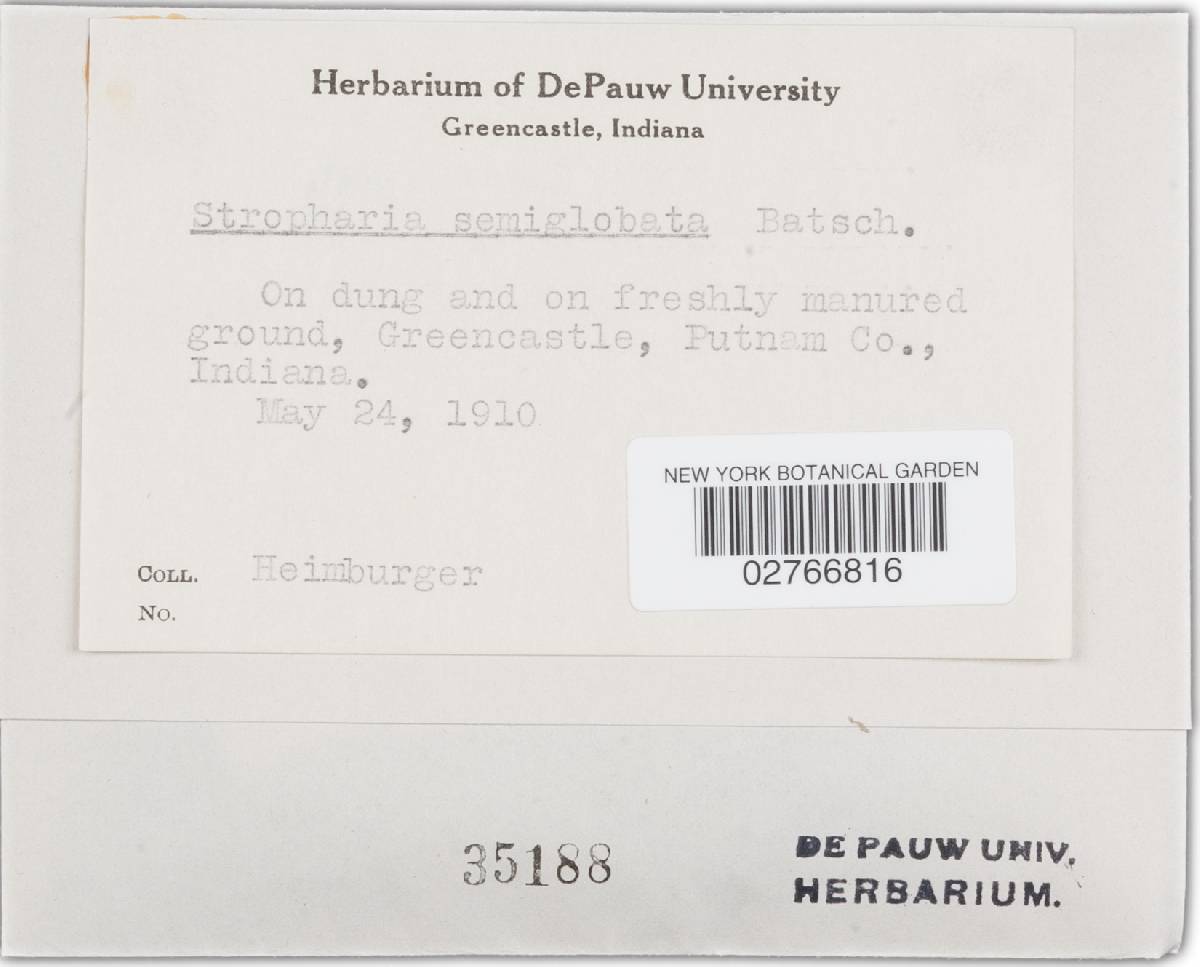 Herbarium of DePauw University
Greencastle, Indiana
Stropharia semiglobata Batsch.
On dung and on freshly manured
ground, Greencastle, Putnam Co.,
Indiana.
May 24, 1910
NEW YORK BOTANICAL GARDEN
02766816
COLL. Heimburger
NO.
35188
DE PAUW UNIV.
HERBARIUM.